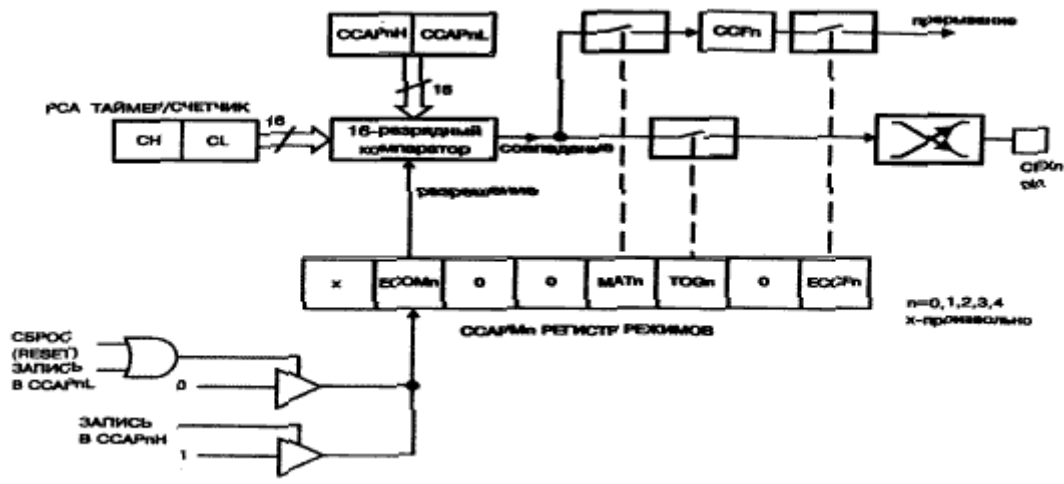 CCAPnH CCAPnL
прерывание
CCFn
16
PCA ТАЙМЕР/СЧЕТЧИК
16
CH CL
16-разрядный
компаратор
совпадение
CEXn
pin
разрешение
x ECOMn 0 0 MATn TOGn 0 ECCFn
n=0,1,2,3,4
x-произвольно
CCAPMn РЕГИСТР РЕЖИМОВ
СБРОС
(RESET)
ЗАПИСЬ
В CCAPnL
0
ЗАПИСЬ
В CCAPnH
1